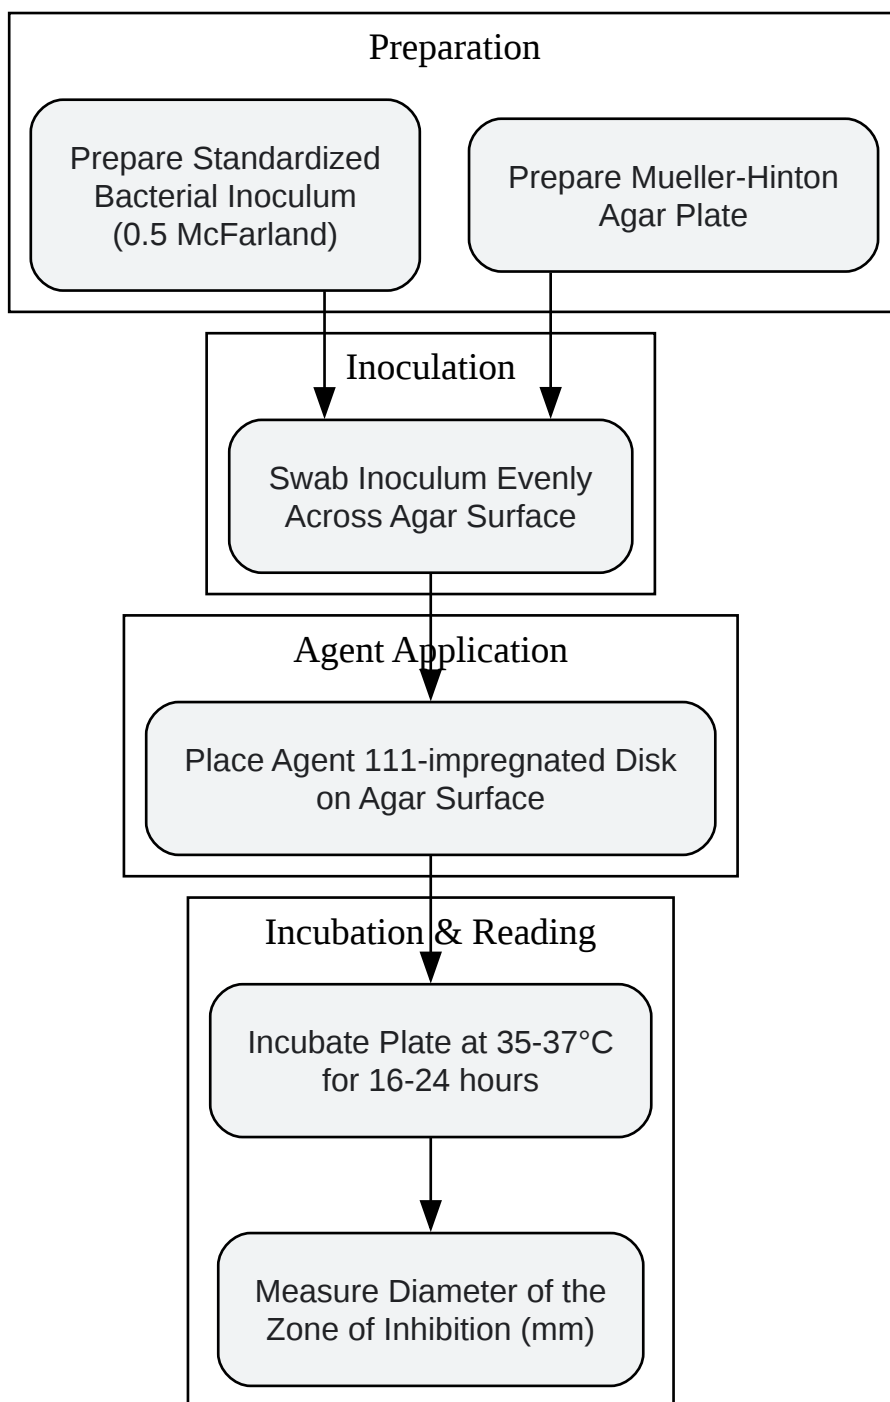 Preparation
Prepare Standardized
Bacterial Inoculum
(0.5 McFarland)
Prepare Mueller-Hinton
Agar Plate
Inoculation
Swab Inoculum Evenly
Across Agar Surface
Agent Application
Place Agent 111-impregnated Disk
on Agar Surface
Incubation & Reading
Incubate Plate at 35-37°C
for 16-24 hours
Measure Diameter of the
Zone of Inhibition (mm)